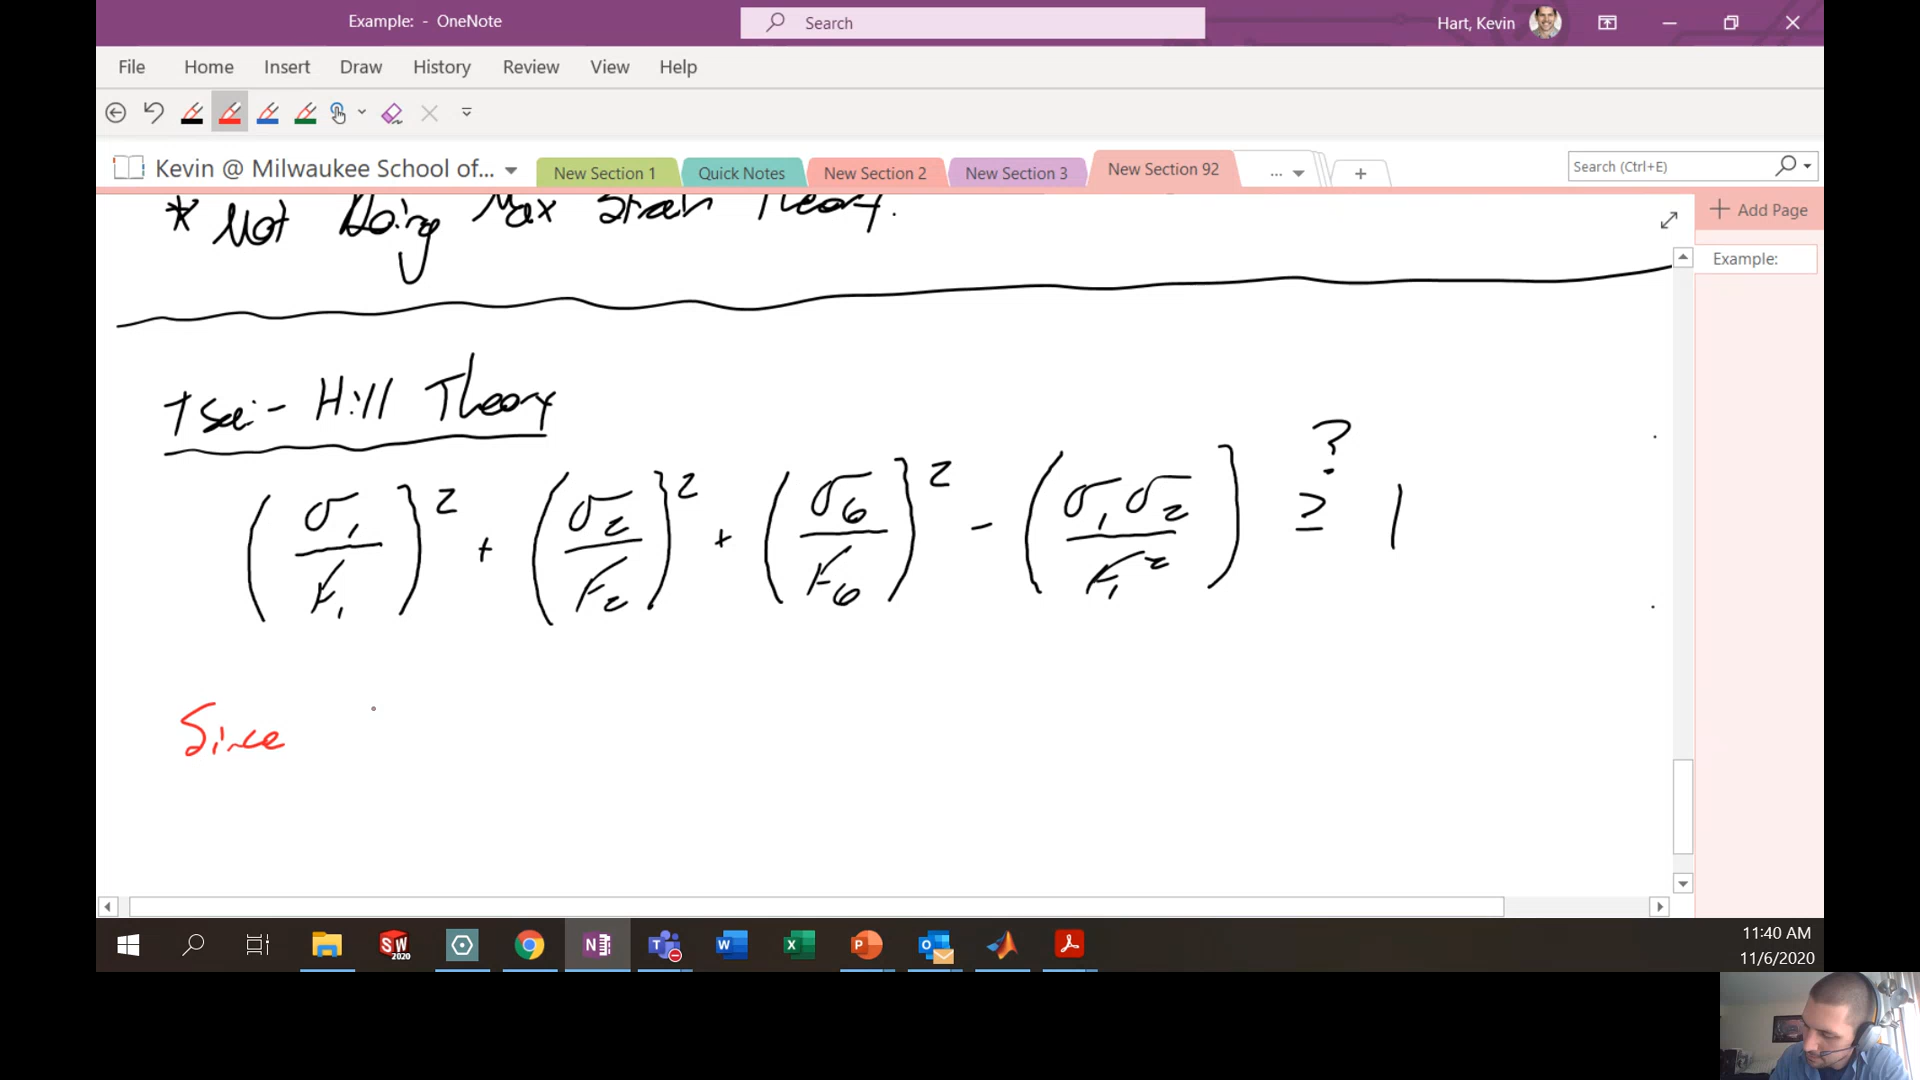 Example: - OneNote
Search
Hart, Kevin
File Home Insert Draw History Review View Help
Kevin @ Milwaukee School of...
New Section 1
Quick Notes
New Section 2
New Section 3
New Section 92
...
Search (Ctrl+E)
Add Page
Example:
* Not Doing Max Strain Theory.
Tsai-Hill Theory
(σ₁/F₁)² + (σ₂/F₂)² + (σ₆/F₆)² - (σ₁σ₂/F₁²) ≥? 1
Since
11:40 AM
11/6/2020